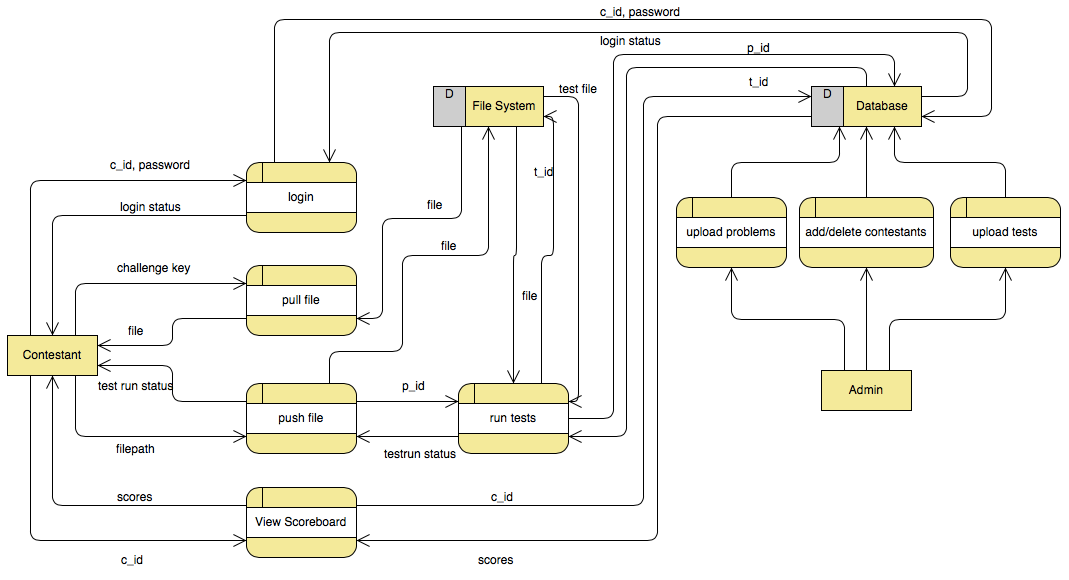 c_id, password
login status
p_id
t_id
test file
D
File System
D
Database
c_id, password
login
t_id
login status
file
upload problems
add/delete contestants
upload tests
file
challenge key
pull file
file
file
Contestant
Admin
test run status
p_id
push file
run tests
filepath
testrun status
scores
c_id
View Scoreboard
c_id
scores